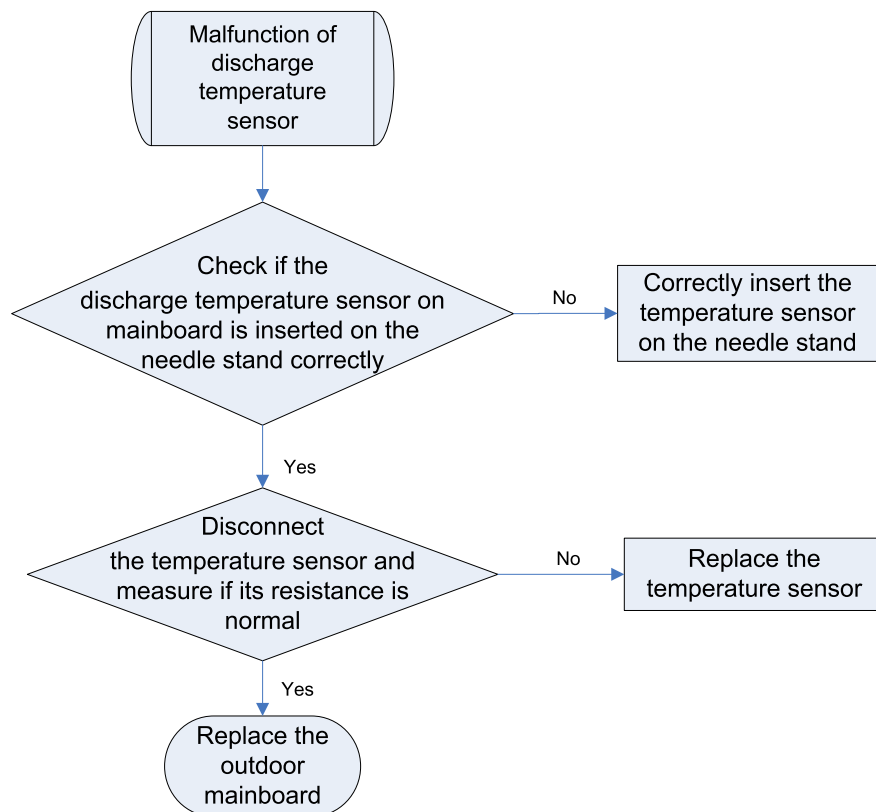 Malfunction of
discharge
temperature
sensor
Check if the
discharge temperature sensor on
mainboard is inserted on the
needle stand correctly
No
Correctly insert the
temperature sensor
on the needle stand
Yes
Disconnect
the temperature sensor and
measure if its resistance is
normal
No
Replace the
temperature sensor
Yes
Replace the
outdoor
mainboard